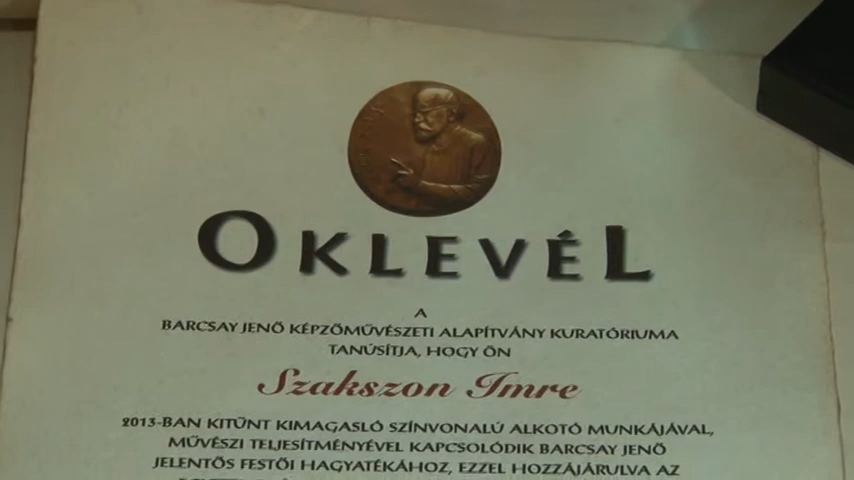 OKLEVÉL
A
BARCSAY JENŐ KÉPZŐMŰVÉSZETI ALAPÍTVÁNY KURATÓRIUMA
TANÚSÍTJA, HOGY ÖN
Szakszon Imre
2013-BAN KITŰNT KIMAGASLÓ SZÍNVONALÚ ALKOTÓ MUNKÁJÁVAL,
MŰVÉSZI TELJESÍTMÉNYÉVEL KAPCSOLÓDIK BARCSAY JENŐ
JELENTŐS FESTŐI HAGYATÉKÁHOZ, EZZEL HOZZÁJÁRULVA AZ